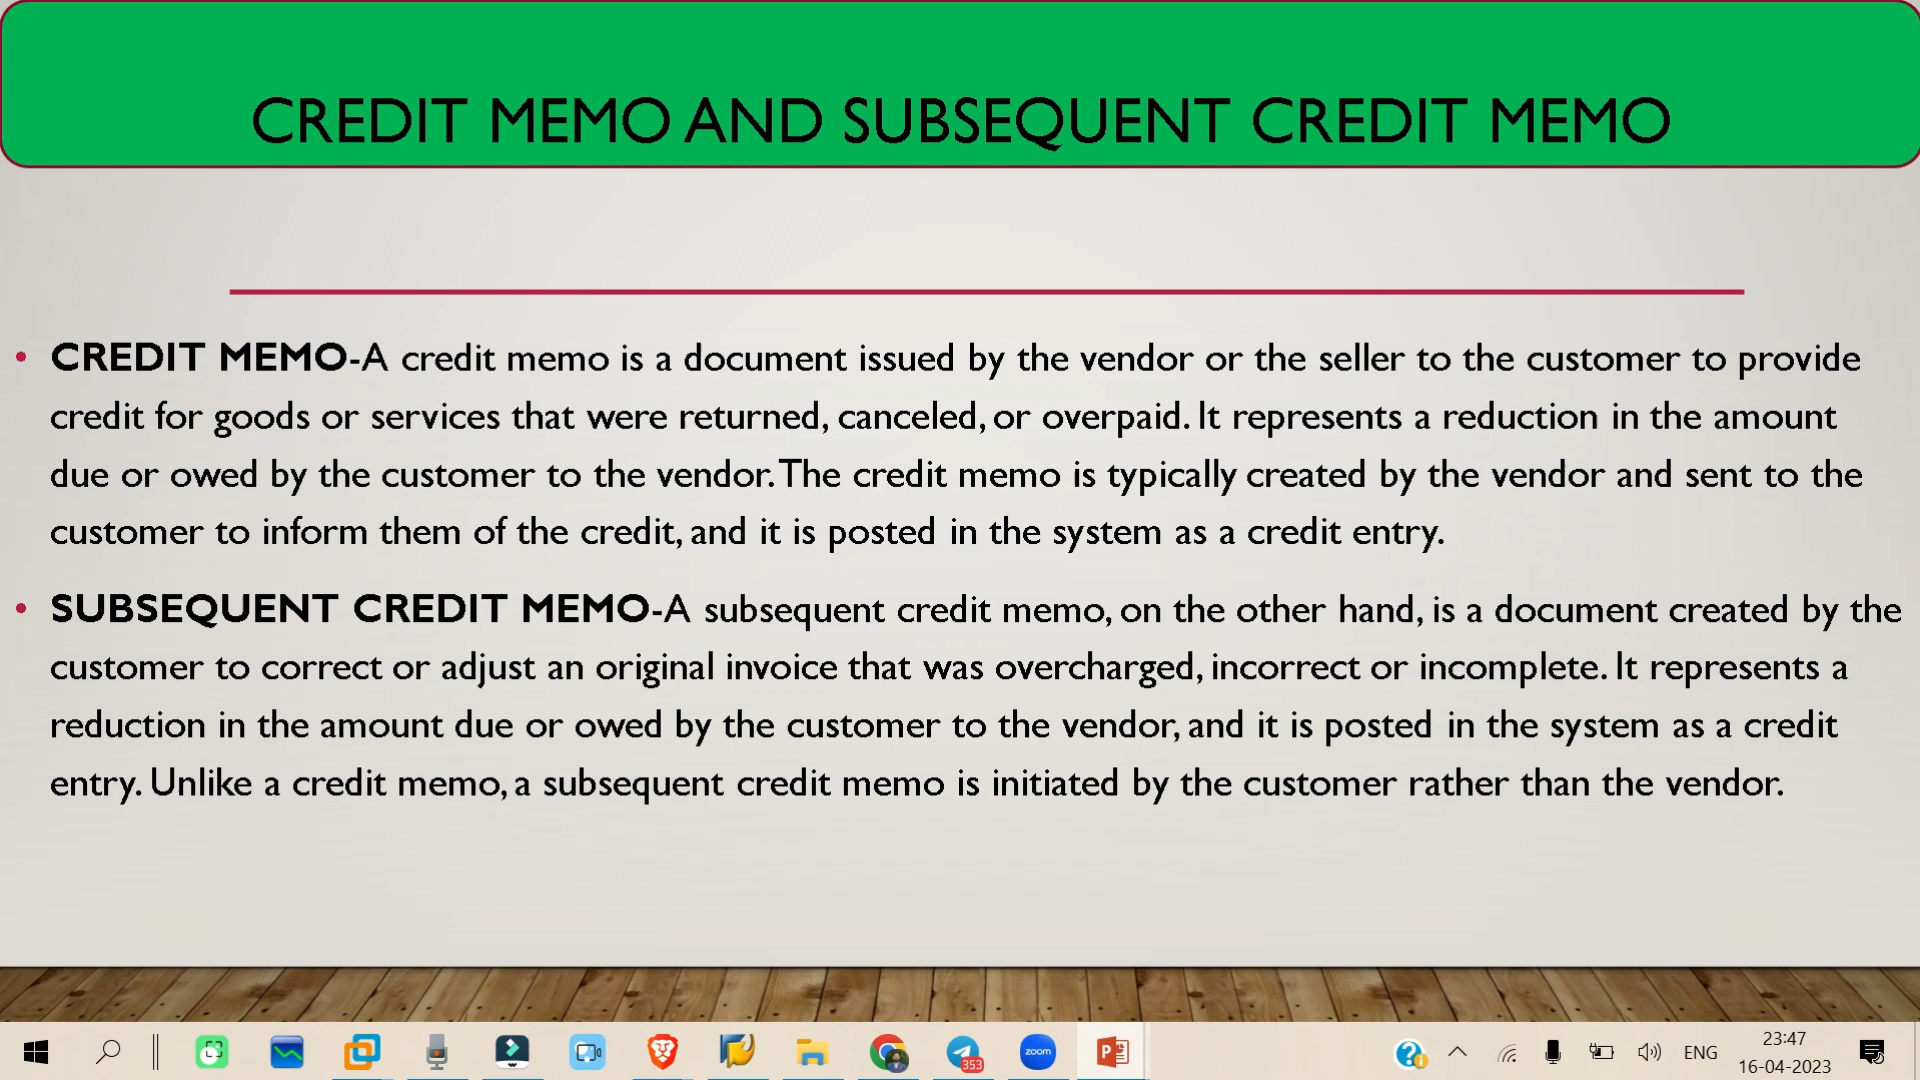 CREDIT MEMO AND SUBSEQUENT CREDIT MEMO
• CREDIT MEMO-A credit memo is a document issued by the vendor or the seller to the customer to provide
credit for goods or services that were returned, canceled, or overpaid. It represents a reduction in the amount
due or owed by the customer to the vendor. The credit memo is typically created by the vendor and sent to the
customer to inform them of the credit, and it is posted in the system as a credit entry.
• SUBSEQUENT CREDIT MEMO-A subsequent credit memo, on the other hand, is a document created by the
customer to correct or adjust an original invoice that was overcharged, incorrect or incomplete. It represents a
reduction in the amount due or owed by the customer to the vendor, and it is posted in the system as a credit
entry. Unlike a credit memo, a subsequent credit memo is initiated by the customer rather than the vendor.
353
zoom
ENG
23:47
16-04-2023